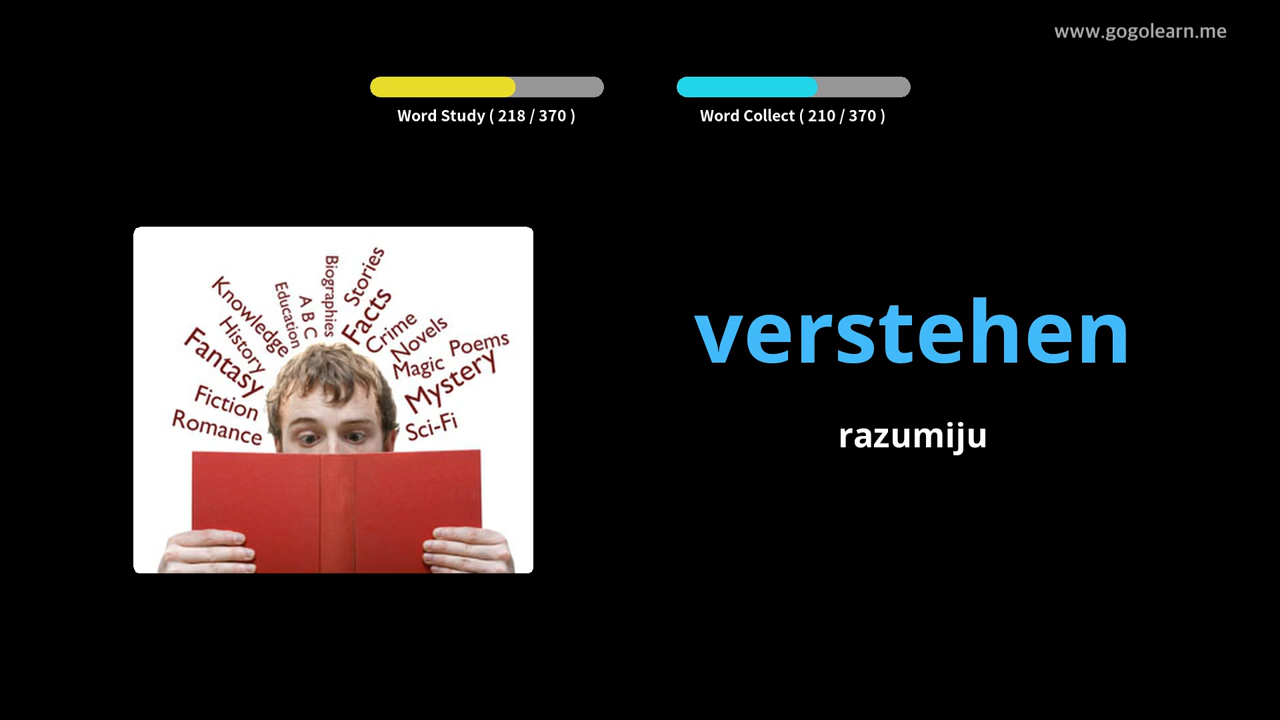 www.gogolearn.me
Word Study ( 218 / 370 )
Word Collect ( 210 / 370 )
Knowledge
History
Fantasy
Fiction
Romance
Education
A B C
Biographies
Stories
Facts
Crime
Novels
Magic
Poems
Mystery
Sci-Fi
verstehen
razumiju